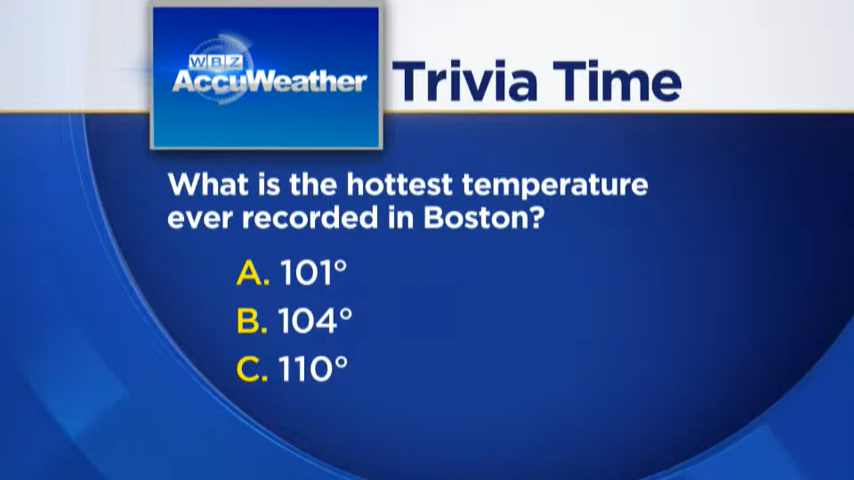 WBZ
AccuWeather
Trivia Time
What is the hottest temperature
ever recorded in Boston?
A. 101°
B. 104°
C. 110°